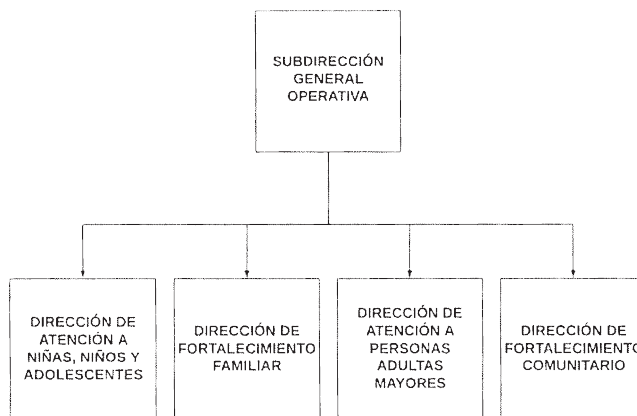 SUBDIRECCIÓN
GENERAL
OPERATIVA
DIRECCIÓN DE
ATENCIÓN A
NIÑAS, NIÑOS Y
ADOLESCENTES
DIRECCIÓN DE
FORTALECIMIENTO
FAMILIAR
DIRECCIÓN DE
ATENCIÓN A
PERSONAS
ADULTAS
MAYORES
DIRECCIÓN DE
FORTALECIMIENTO
COMUNITARIO